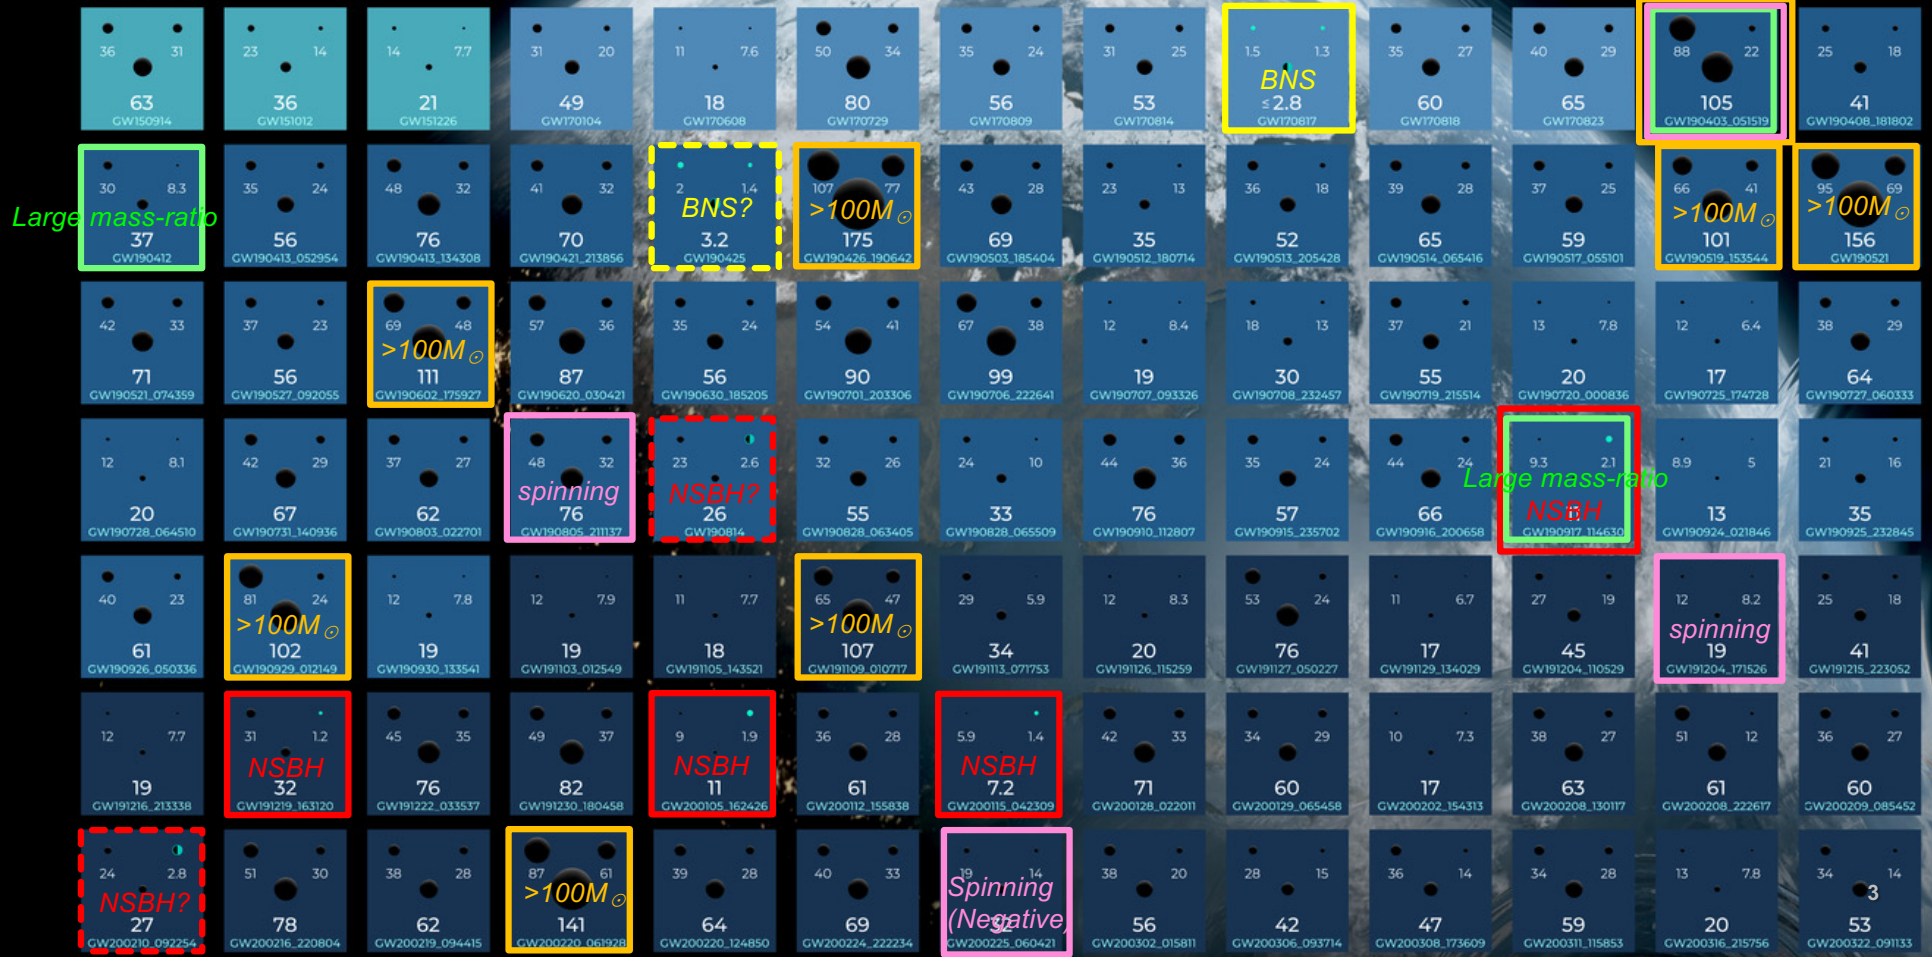 36 31 63 GW150914
23 14 36 GW151012
14 7.7 21 GW151226
31 20 49 GW170104
11 7.6 18 GW170608
50 34 80 GW170729
35 24 56 GW170809
31 25 53 GW170814
1.5 1.3 BNS ≤ 2.8 GW170817
35 27 60 GW170818
40 29 65 GW170823
88 22 105 GW190403_051519
25 18 41 GW190408_181802
30 8.3 Large mass-ratio 37 GW190412
35 24 56 GW190413_052954
48 32 76 GW190413_134308
41 32 70 GW190421_213856
2 1.4 BNS? 3.2 GW190425
107 77 >100M☉ 175 GW190426_190642
43 28 69 GW190503_185404
23 13 35 GW190512_180714
36 18 52 GW190513_205428
39 28 65 GW190514_065416
37 25 59 GW190517_055101
66 41 >100M☉ 101 GW190519_153544
95 69 >100M☉ 156 GW190521
42 33 71 GW190521_074359
37 23 56 GW190527_092055
69 48 >100M☉ 111 GW190602_175927
57 36 87 GW190620_030421
35 24 56 GW190630_185205
54 41 90 GW190701_203306
67 38 99 GW190706_222641
12 8.4 19 GW190707_093326
18 13 30 GW190708_232457
37 21 55 GW190719_215514
13 7.8 20 GW190720_000836
12 6.4 17 GW190725_174728
38 29 64 GW190727_060333
12 8.1 20 GW190728_064510
42 29 67 GW190731_140936
37 27 62 GW190803_022701
48 32 spinning 76 GW190805_211137
23 2.6 NSBH? 26 GW190814
32 26 55 GW190828_063405
24 10 33 GW190828_065509
44 36 76 GW190910_112807
35 24 57 GW190915_235702
44 24 66 GW190916_200658
9.3 2.1 Large mass-ratio NSBH GW190917_114630
8.9 5 13 GW190924_021846
21 16 35 GW190925_232845
40 23 61 GW190926_050336
81 24 >100M☉ 102 GW190929_012149
12 7.8 19 GW190930_133541
12 7.9 19 GW191103_012549
11 7.7 18 GW191105_143521
65 47 >100M☉ 107 GW191109_010717
29 5.9 34 GW191113_071753
12 8.3 20 GW191126_115259
53 24 76 GW191127_050227
11 6.7 17 GW191129_134029
27 19 45 GW191204_110529
12 8.2 spinning 19 GW191204_171526
25 18 41 GW191215_223052
12 7.7 19 GW191216_213338
31 1.2 NSBH 32 GW191219_163120
45 35 76 GW191222_033537
49 37 82 GW191230_180458
9 1.9 NSBH 11 GW200105_162426
36 28 61 GW200112_155838
5.9 1.4 NSBH 7.2 GW200115_042309
42 33 71 GW200128_022011
34 29 60 GW200129_065458
10 7.3 17 GW200202_154313
38 27 63 GW200208_130117
51 12 61 GW200208_222617
36 27 60 GW200209_085452
24 2.8 NSBH? 27 GW200210_092254
51 30 78 GW200216_220804
38 28 62 GW200219_094415
87 61 >100M☉ 141 GW200220_061928
39 28 64 GW200220_124850
40 33 69 GW200224_222234
19 14 Spinning (Negative) GW200225_060421
38 20 56 GW200302_015811
28 15 42 GW200306_093714
36 14 47 GW200308_173609
34 28 59 GW200311_115853
13 7.8 20 GW200316_215756
34 14 53 GW200322_091133
3